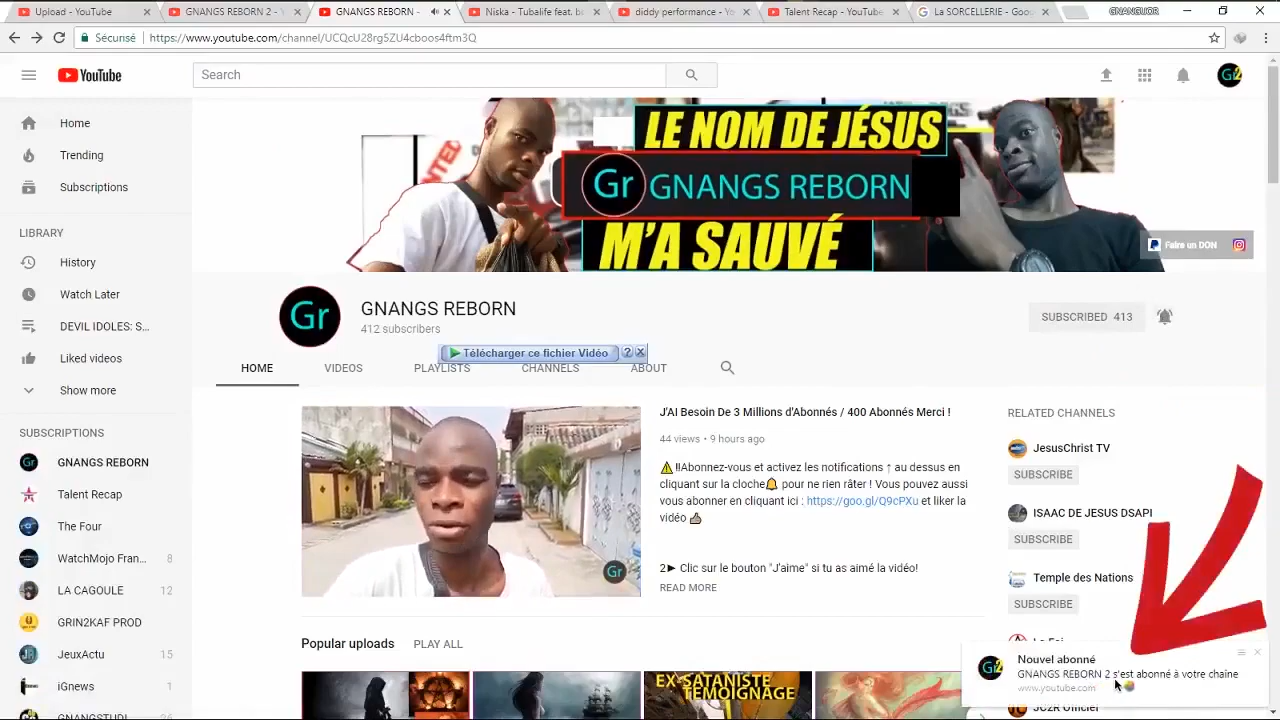 Upload - YouTube
GNANGS REBORN 2 - Y
GNANGS REBORN -
Niska - Tubalife feat. b
diddy performance - Yo
Talent Recap - YouTube
La SORCELLERIE - Goo
GNANGUOR
Sécurisé
https://www.youtube.com/channel/UCQcU28rg5ZU4cboos4ftm3Q
YouTube
Search
Gr2
Home
Trending
Subscriptions
LIBRARY
History
Watch Later
DEVIL IDOLES: S...
Liked videos
Show more
SUBSCRIPTIONS
GNANGS REBORN
Talent Recap
The Four
WatchMojo Fran... 8
LA CAGOULE 12
GRIN2KAF PROD
JeuxActu 15
iGnews 1
LE NOM DE JÉSUS
Gr GNANGS REBORN
M'A SAUVÉ
Faire un DON
Gr
GNANGS REBORN
412 subscribers
SUBSCRIBED 413
Télécharger ce fichier Vidéo ?
HOME
VIDEOS
PLAYLISTS
CHANNELS
ABOUT
Gr
J'AI Besoin De 3 Millions d'Abonnés / 400 Abonnés Merci !
44 views • 9 hours ago
⚠‼Abonnez-vous et activez les notifications ↑ au dessus en
cliquant sur la cloche🔔 pour ne rien râter ! Vous pouvez aussi
vous abonner en cliquant ici : https://goo.gl/Q9cPXu et liker la
vidéo 👍
2► Clic sur le bouton "J'aime" si tu as aimé la vidéo!
READ MORE
Popular uploads
PLAY ALL
EX-SATANISTE
TÉMOIGNAGE
RELATED CHANNELS
JesusChrist TV
SUBSCRIBE
ISAAC DE JESUS DSAPI
SUBSCRIBE
Temple des Nations
SUBSCRIBE
Gr2
Nouvel abonné
GNANGS REBORN 2 s'est abonné à votre chaîne
www.youtube.com